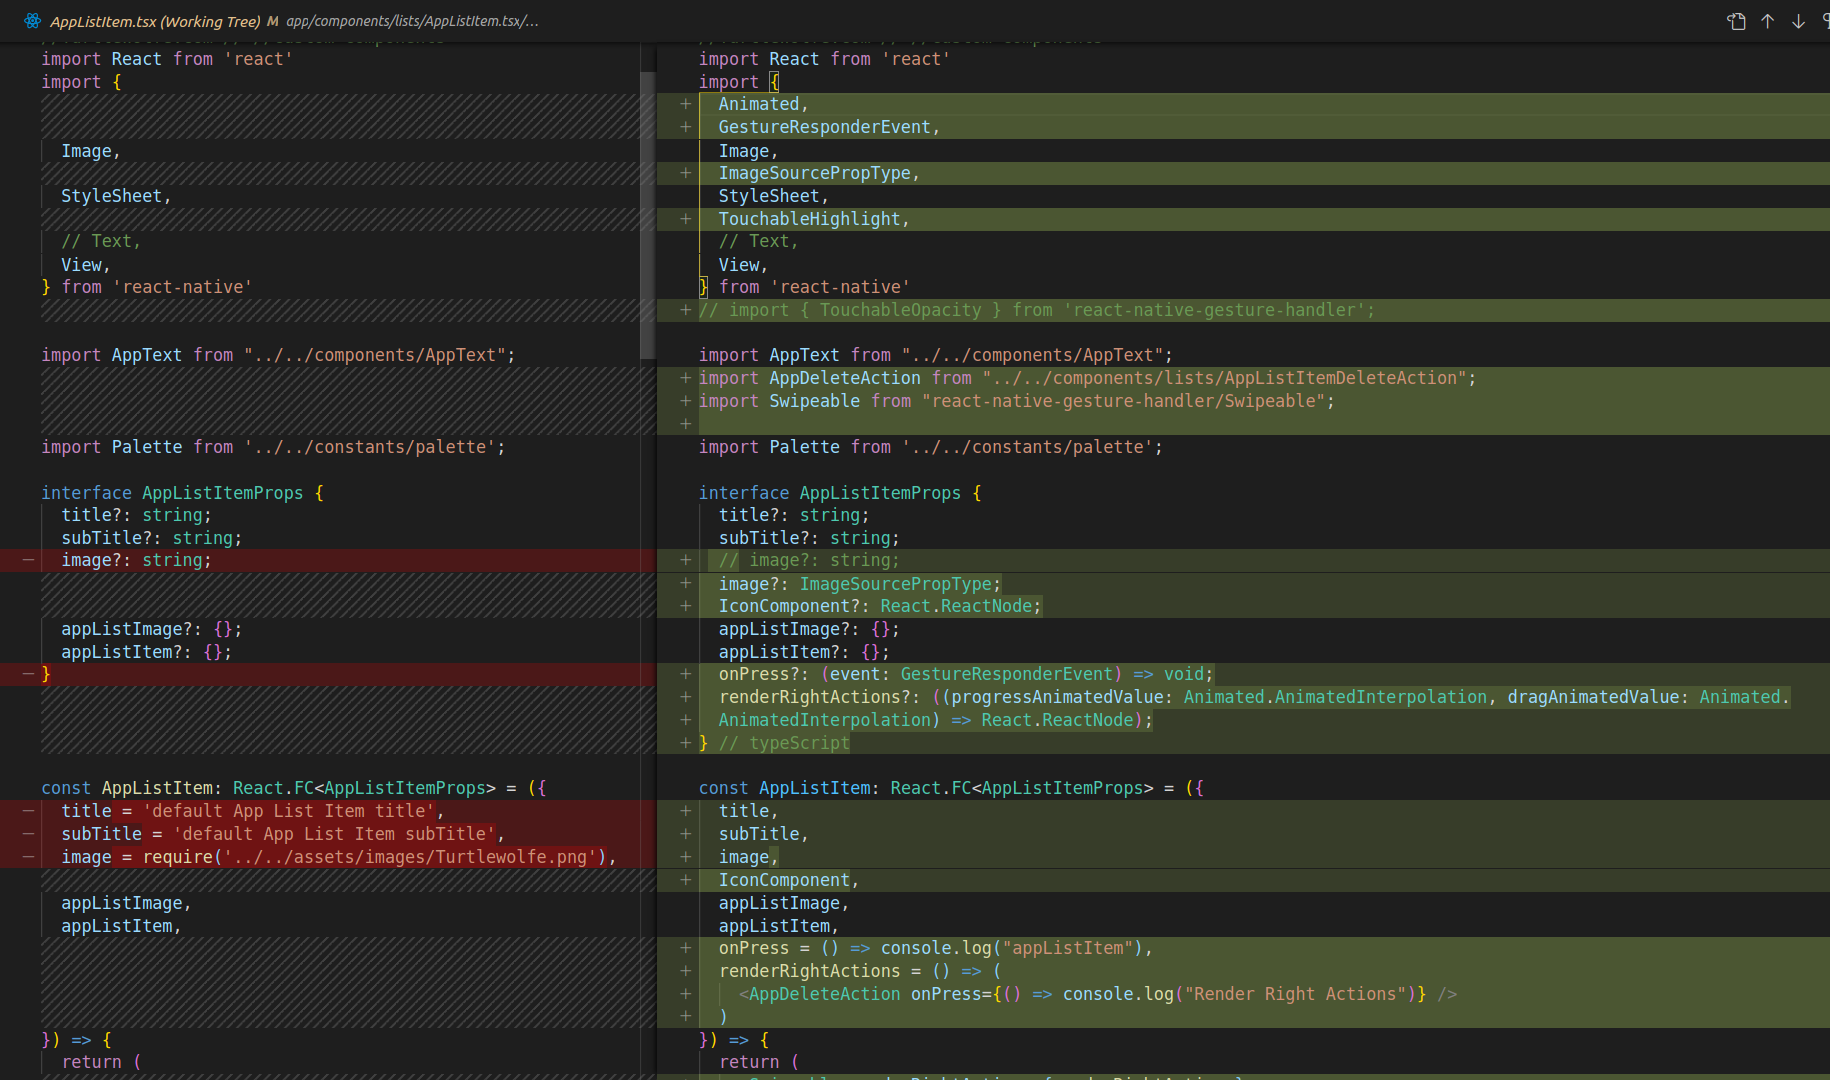 AppListItem.tsx (Working Tree) M app/components/lists/AppListItem.tsx/...
import React from 'react'
import {
Image,
StyleSheet,
// Text,
View,
} from 'react-native'
import AppText from "../../components/AppText";
import Palette from '../../constants/palette';
interface AppListItemProps {
title?: string;
subTitle?: string;
— image?: string;
appListImage?: {};
appListItem?: {};
— }
const AppListItem: React.FC<AppListItemProps> = ({
— title = 'default App List Item title',
— subTitle = 'default App List Item subTitle',
— image = require('../../assets/images/Turtlewolfe.png'),
appListImage,
appListItem,
}) => {
return (
import React from 'react'
import {
+ Animated,
+ GestureResponderEvent,
Image,
+ ImageSourcePropType,
StyleSheet,
+ TouchableHighlight,
// Text,
View,
} from 'react-native'
+ // import { TouchableOpacity } from 'react-native-gesture-handler';
import AppText from "../../components/AppText";
+ import AppDeleteAction from "../../components/lists/AppListItemDeleteAction";
+ import Swipeable from "react-native-gesture-handler/Swipeable";
+
import Palette from '../../constants/palette';
interface AppListItemProps {
title?: string;
subTitle?: string;
+ // image?: string;
+ image?: ImageSourcePropType;
+ IconComponent?: React.ReactNode;
appListImage?: {};
appListItem?: {};
+ onPress?: (event: GestureResponderEvent) => void;
+ renderRightActions?: ((progressAnimatedValue: Animated.AnimatedInterpolation, dragAnimatedValue: Animated.
+ AnimatedInterpolation) => React.ReactNode);
+ } // typeScript
const AppListItem: React.FC<AppListItemProps> = ({
+ title,
+ subTitle,
+ image,
+ IconComponent,
appListImage,
appListItem,
+ onPress = () => console.log("appListItem"),
+ renderRightActions = () => (
+ <AppDeleteAction onPress={() => console.log("Render Right Actions")} />
+ )
}) => {
return (